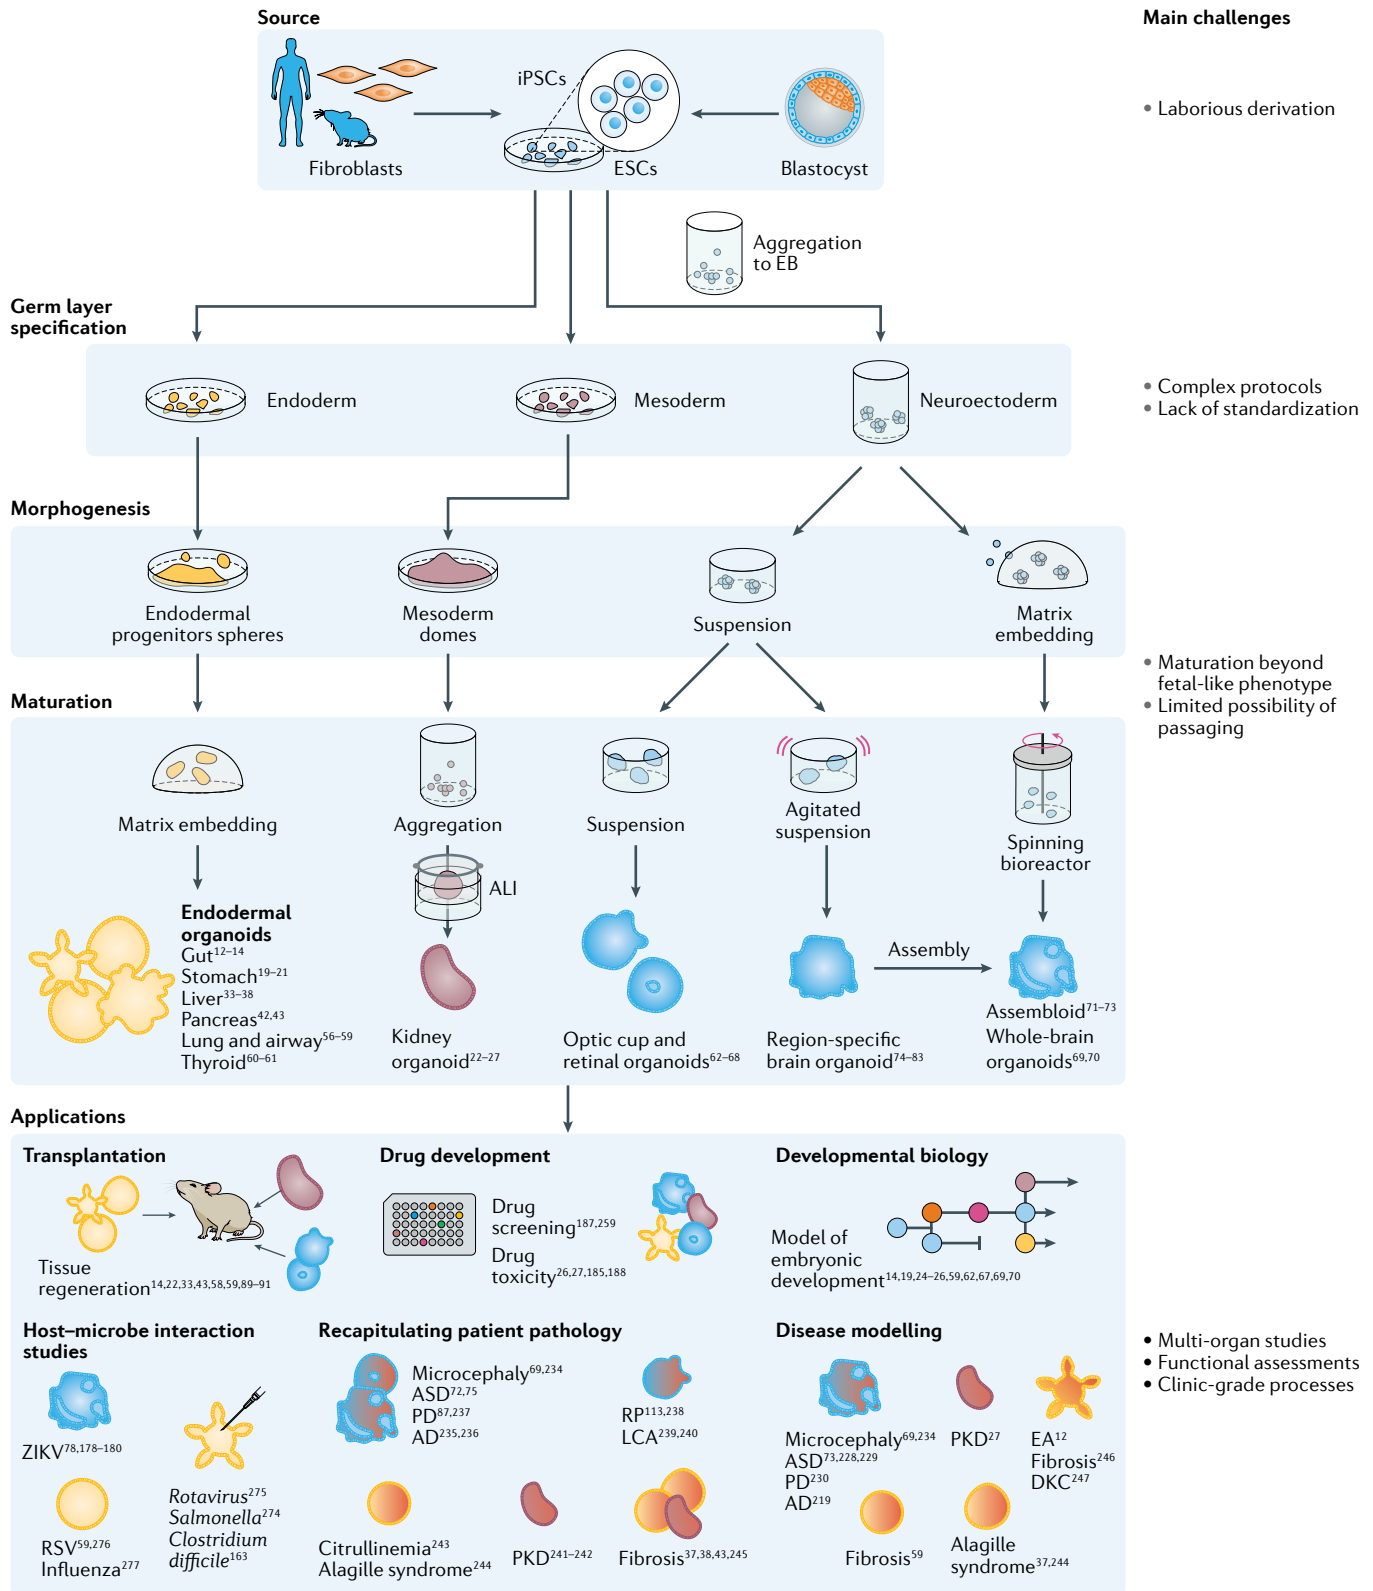 Source
Main challenges
iPSCs
Fibroblasts
ESCs
Blastocyst
• Laborious derivation
Aggregation
to EB
Germ layer
specification
Endoderm
Mesoderm
Neuroectoderm
• Complex protocols
• Lack of standardization
Morphogenesis
Endodermal
progenitors spheres
Mesoderm
domes
Suspension
Matrix
embedding
• Maturation beyond
fetal-like phenotype
• Limited possibility of
passaging
Maturation
Matrix embedding
Aggregation
ALI
Suspension
Agitated
suspension
Spinning
bioreactor
Endodermal
organoids
Gut12–14
Stomach19–21
Liver33–38
Pancreas42,43
Lung and airway56–59
Thyroid60–61
Kidney
organoid22–27
Optic cup and
retinal organoids62–68
Region-specific
brain organoid74–83
Assembly
Assembloid71–73
Whole-brain
organoids69,70
Applications
Transplantation
Tissue
regeneration14,22,33,43,58,59,89–91
Drug development
Drug
screening187,259
Drug
toxicity26,27,185,188
Developmental biology
Model of
embryonic
development14,19,24–26,59,62,67,69,70
Host–microbe interaction
studies
ZIKV78,178–180
RSV59,276
Influenza277
Rotavirus275
Salmonella274
Clostridium
difficile163
Recapitulating patient pathology
Microcephaly69,234
ASD72,75
PD87,237
AD235,236
RP113,238
LCA239,240
Citrullinemia243
Alagille syndrome244
PKD241–242
Fibrosis37,38,43,245
Disease modelling
Microcephaly69,234
ASD73,228,229
PD230
AD219
PKD27
EA12
Fibrosis246
DKC247
Fibrosis59
Alagille
syndrome37,244
• Multi-organ studies
• Functional assessments
• Clinic-grade processes